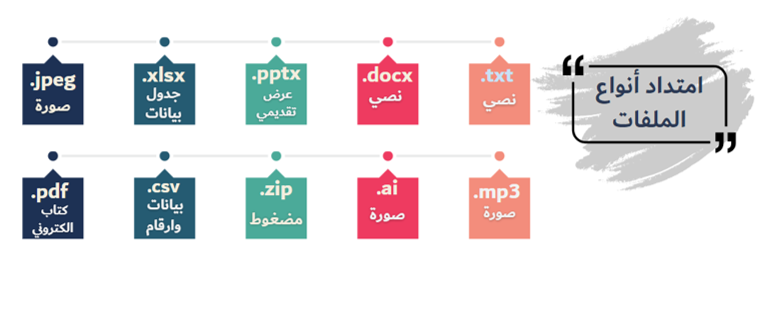 امتداد أنواع
الملفات
.txt
نصي
.docx
نصي
.pptx
عرض
تقديمي
.xlsx
جدول
بيانات
.jpeg
صورة
.mp3
صورة
.ai
صورة
.zip
مضغوط
.csv
بيانات
وارقام
.pdf
كتاب
الكتروني